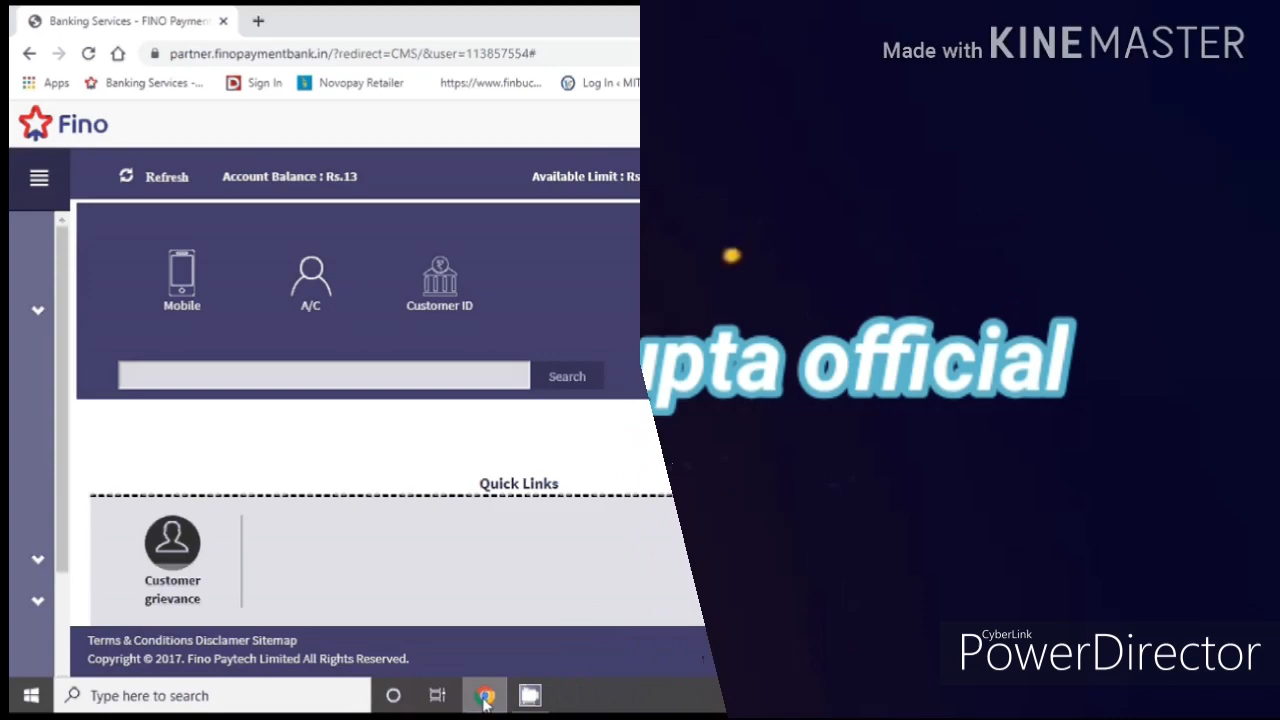 Banking Services - FINO Paymen
partner.finopaymentbank.in/?redirect=CMS/&user=113857554#
Apps Banking Services -... Sign In Novopay Retailer https://www.finbuc... Log In ‹ MIT
Fino
Refresh Account Balance : Rs.13 Available Limit : Rs
Mobile A/C Customer ID
Search
Quick Links
Customer
grievance
Terms & Conditions Disclamer Sitemap
Copyright © 2017. Fino Paytech Limited All Rights Reserved.
Type here to search
Made with KINEMASTER
upta official
CyberLink
PowerDirector